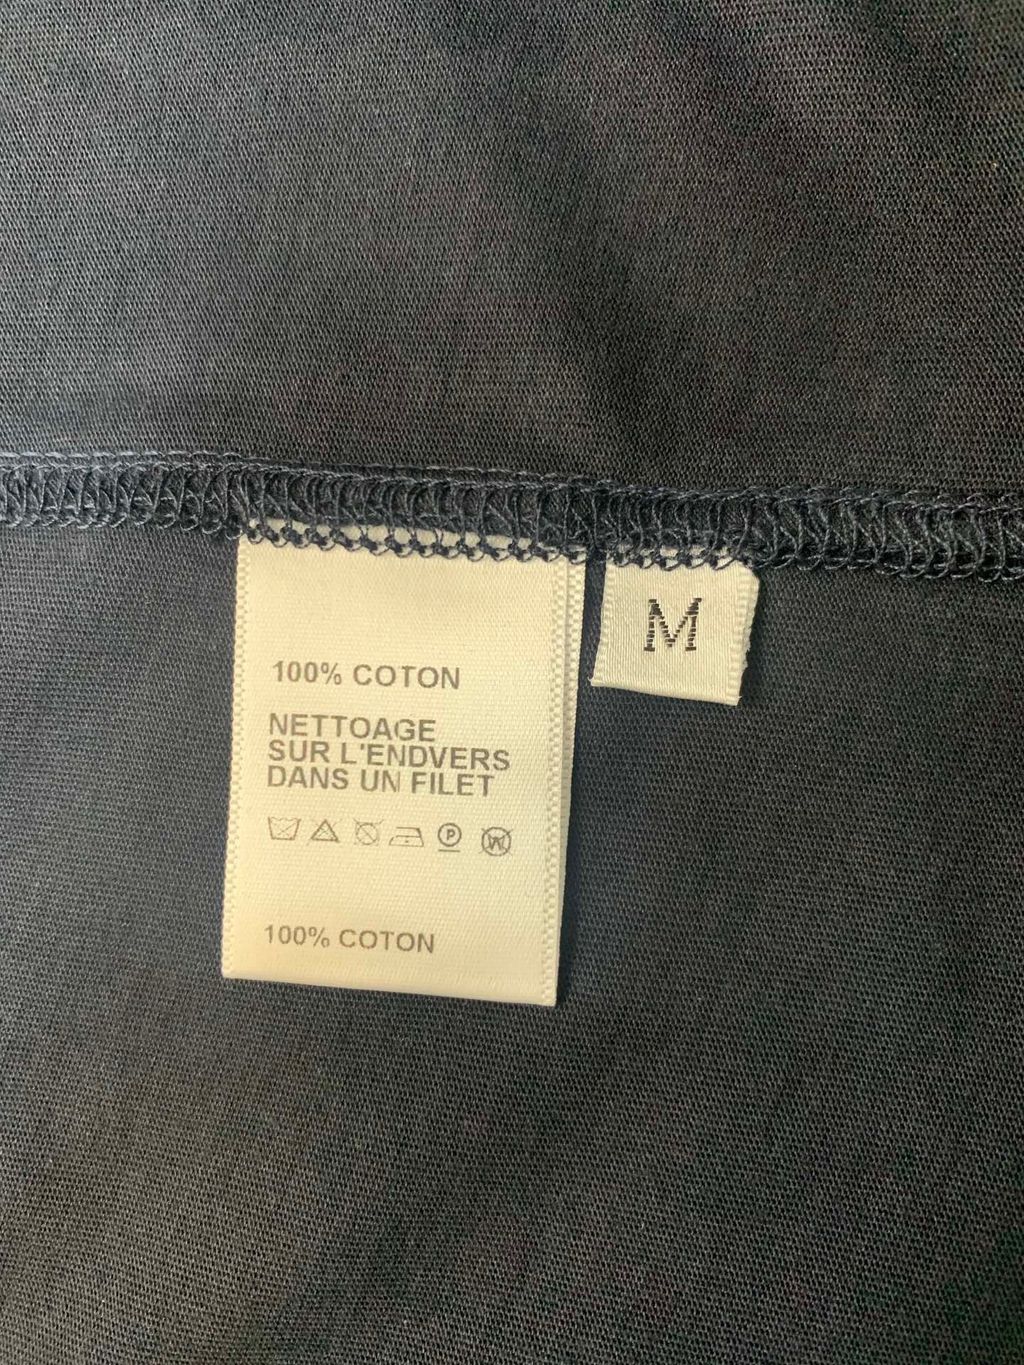 100% COTON
M
NETTOAGE
SUR L'ENDVERS
DANS UN FILET
P
W
100% COTON